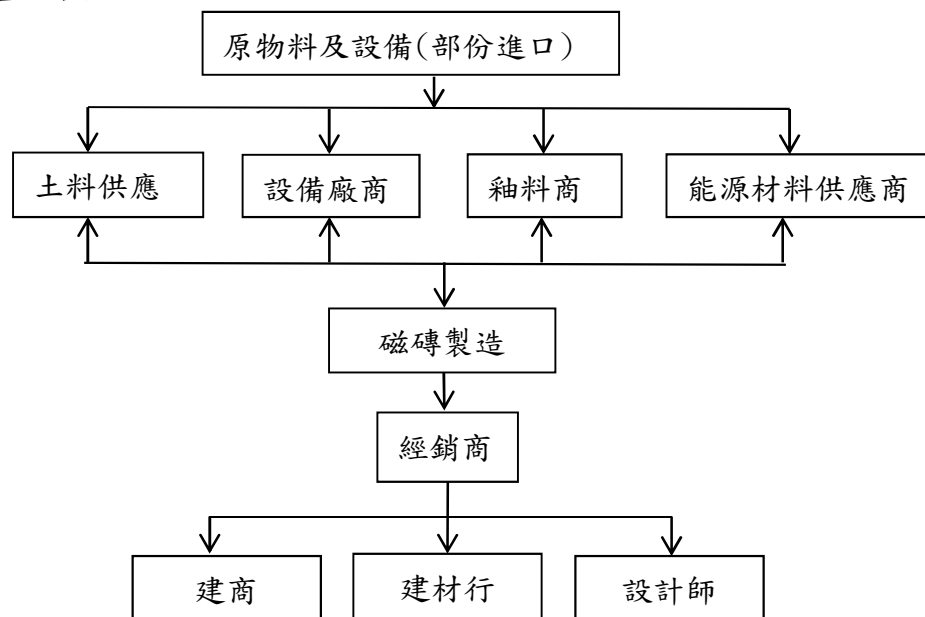 原物料及設備(部份進口)
土料供應
設備廠商
釉料商
能源材料供應商
磁磚製造
經銷商
建商
建材行
設計師